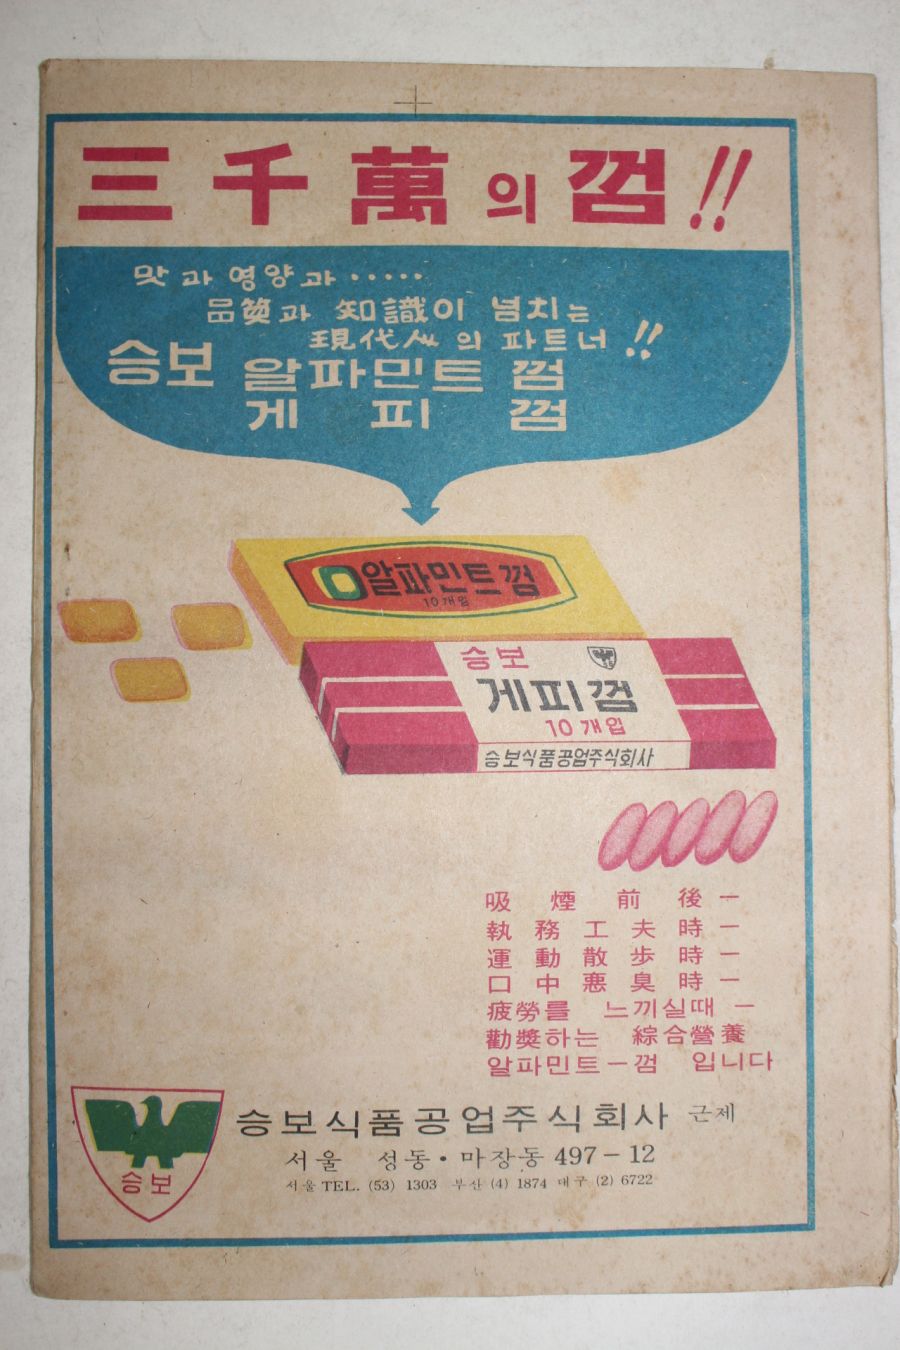 三千萬의껌!!
맛과영양과·····
品質과 知識이 넘치는
現代人의 파트너!!
승보 알파민트껌
게피껌
알파민트껌
10개입
승보
게피껌
10개입
승보식품공업주식회사
吸煙前後ー
執務工夫時ー
運動散步時ー
口中悪臭時ー
疲勞를 느끼실때ー
勸奬하는 綜合營養
알파민트ー껌 입니다
승보
승보식품공업주식회사 근제
서울 성동·마장동 497-12
서울 TEL. (53) 1303 부산 (4) 1874 대구 (2) 6722